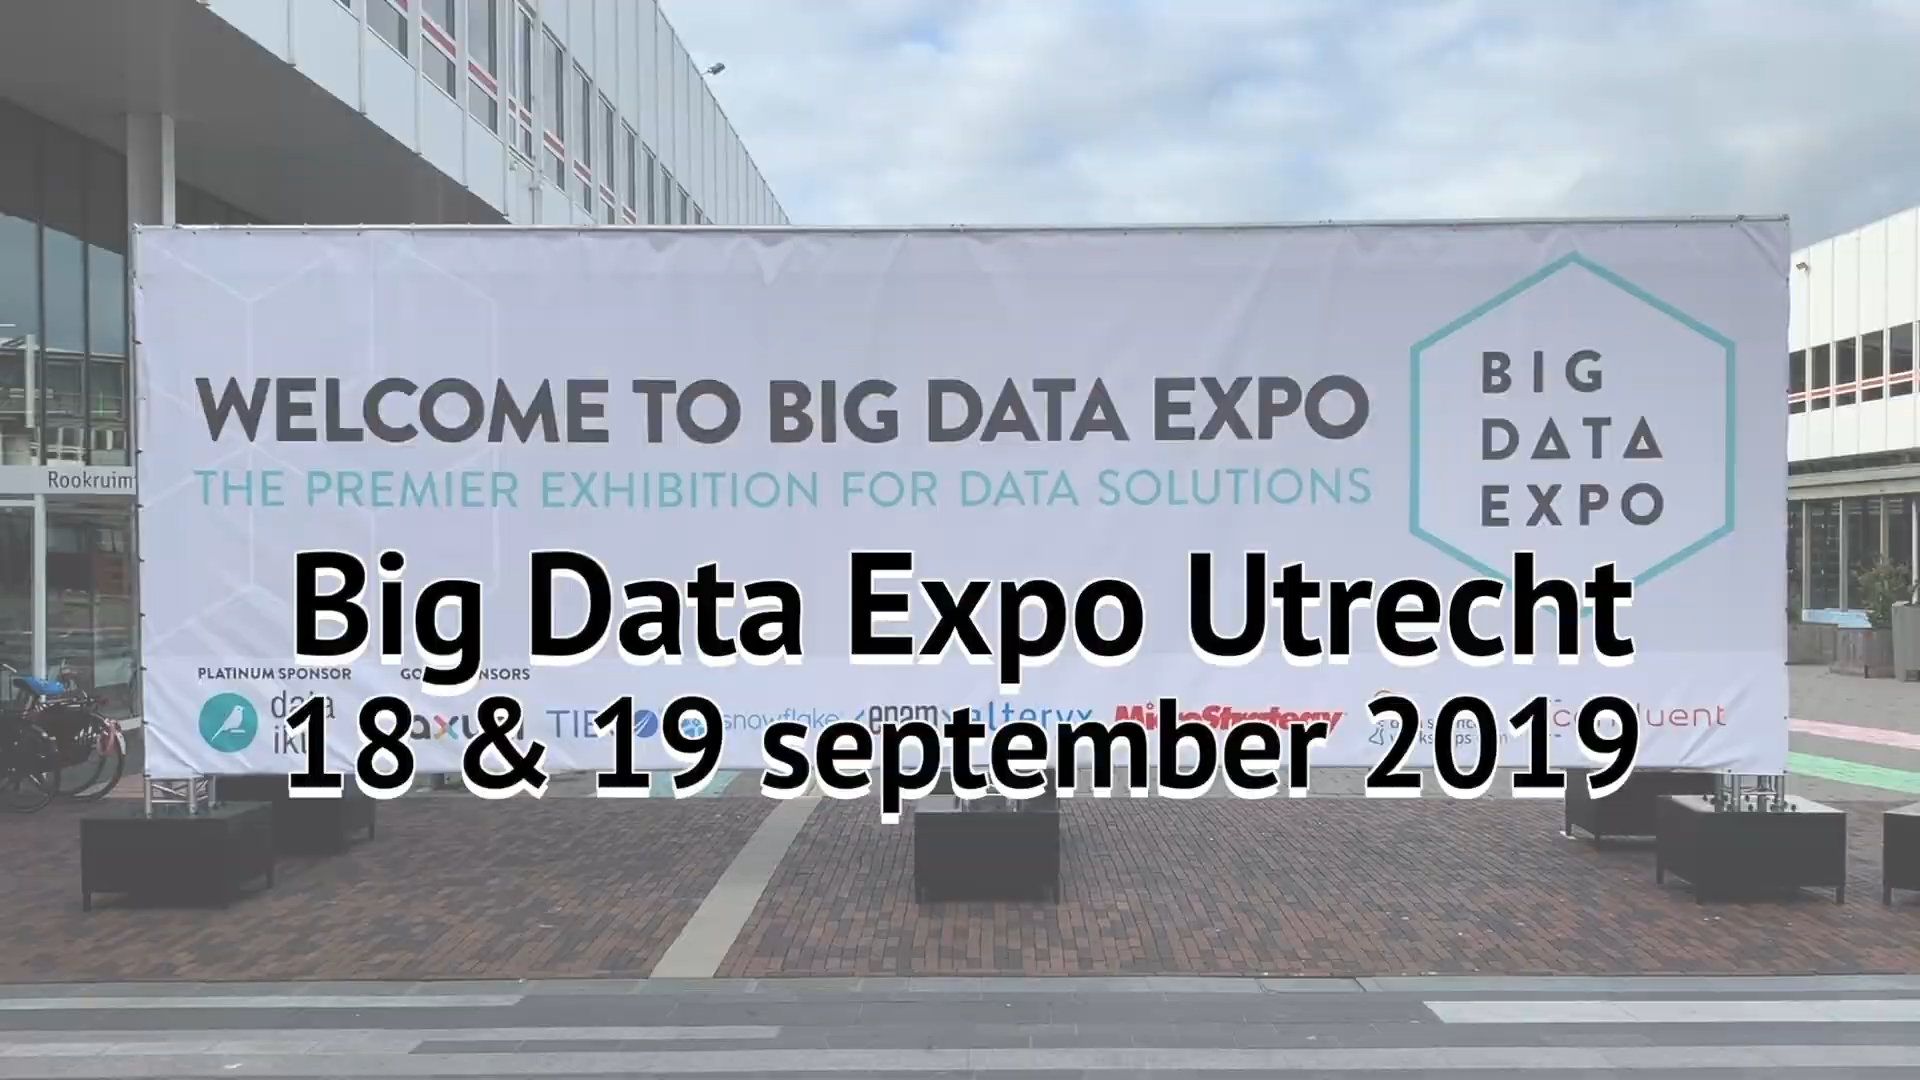 WELCOME TO BIG DATA EXPO
THE PREMIER EXHIBITION FOR DATA SOLUTIONS
BIG
DATA
EXPO
Rookruim
Big Data Expo Utrecht
18 & 19 september 2019
PLATINUM SPONSOR
snowflake
alteryx
MicroStrategy